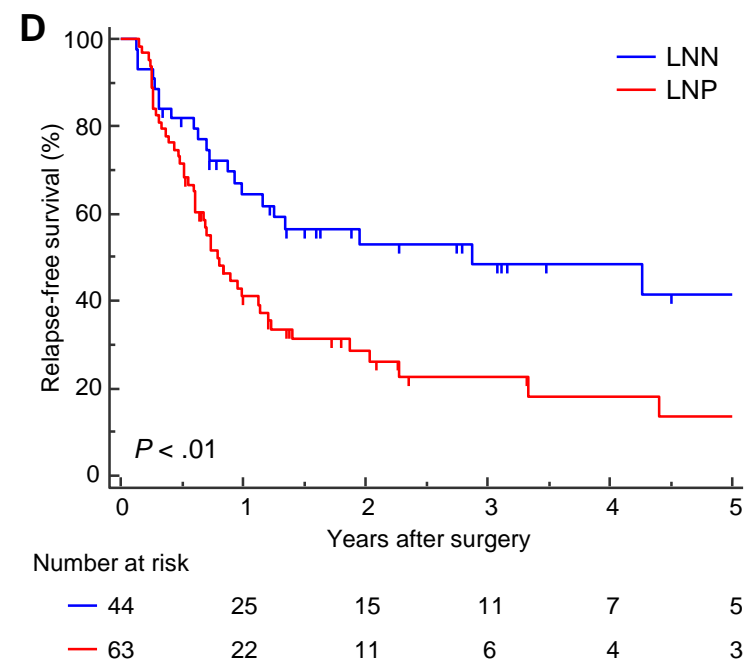 D
LNN
LNP
Relapse-free survival (%)
100
80
60
40
20
0
P < .01
0 1 2 3 4 5
Years after surgery
Number at risk
44 25 15 11 7 5
63 22 11 6 4 3